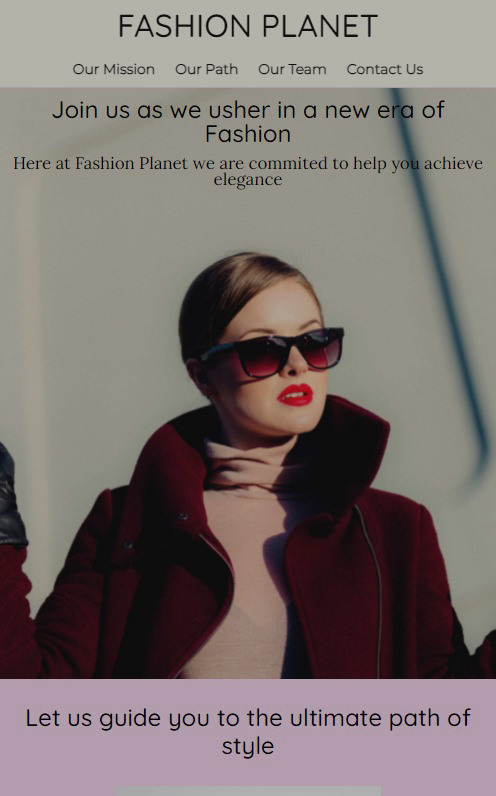 FASHION PLANET
Our Mission Our Path Our Team Contact Us
Join us as we usher in a new era of
Fashion
Here at Fashion Planet we are commited to help you achieve
elegance
Let us guide you to the ultimate path of
style